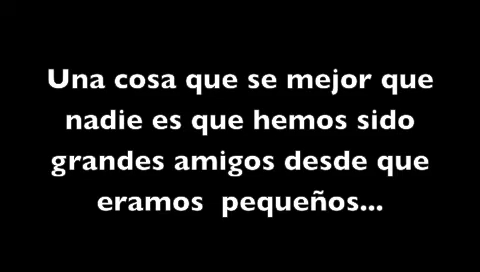 Una cosa que se mejor que
nadie es que hemos sido
grandes amigos desde que
eramos  pequeños...